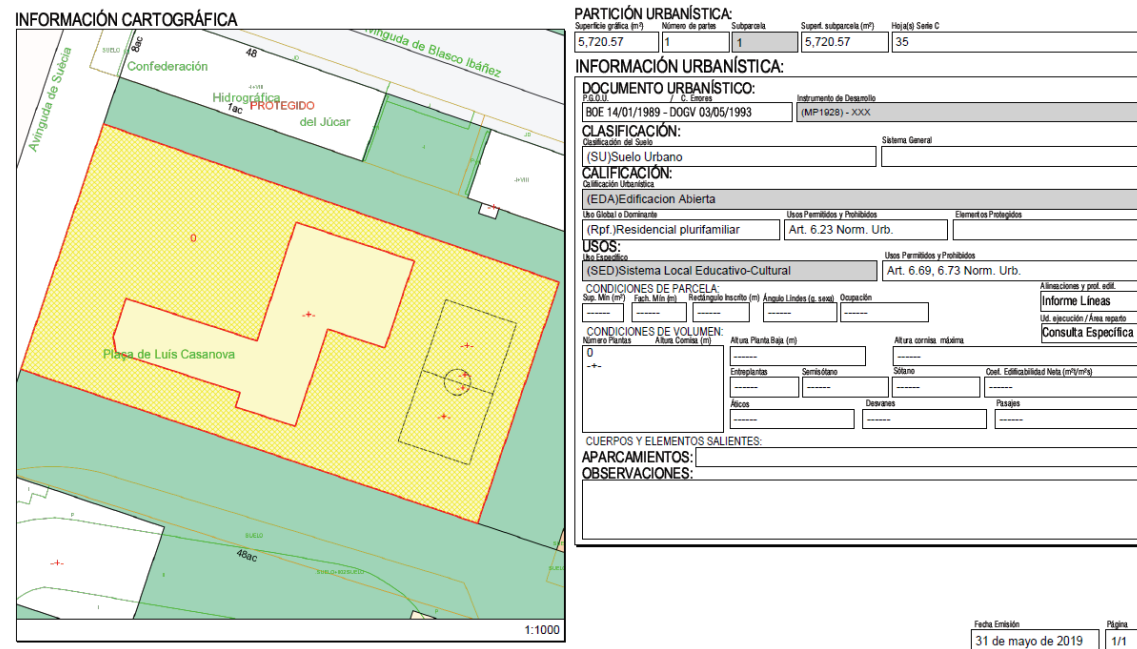 INFORMACIÓN CARTOGRÁFICA
Avinguda de Suècia
SUELO
8ac
48
JD
Avinguda de Blasco Ibáñez
Confederación
-I+VIII
Hidrográfica
1ac PROTEGIDO
del Júcar
-I+VIII
-+-
0
-+-
-+-
-+-
-+-
-+-
Plaça de Luis Casanova
SUELO
48ac
-+-
1:1000
PARTICIÓN URBANÍSTICA:
Superficie gráfica (m²) Número de partes Subparcela Superf. subparcela (m²) Hoja(s) Serie C
5,720.57 1 1 5,720.57 35
INFORMACIÓN URBANÍSTICA:
DOCUMENTO URBANÍSTICO:
P.G.O.U. / C. Errores Instrumento de Desarrollo
BOE 14/01/1989 - DOGV 03/05/1993 (MP1928) - XXX
CLASIFICACIÓN:
Clasificación del Suelo Sistema General
(SU)Suelo Urbano
CALIFICACIÓN:
Calificación Urbanística
(EDA)Edificacion Abierta
Uso Global o Dominante Usos Permitidos y Prohibidos Elementos Protegidos
(Rpf.)Residencial plurifamiliar Art. 6.23 Norm. Urb.
USOS:
Uso Específico Usos Permitidos y Prohibidos
(SED)Sistema Local Educativo-Cultural Art. 6.69, 6.73 Norm. Urb.
CONDICIONES DE PARCELA: Alineaciones y prof. edif.
Sup. Mín (m²) Fach. Mín (m) Rectángulo Inscrito (m) Ángulo Lindes (g. sexa) Ocupación
------ ------ ------ ------ ------ Informe Líneas
Ud. ejecución / Área reparto
Consulta Específica
CONDICIONES DE VOLUMEN:
Número Plantas Altura Cornisa (m) Altura Planta Baja (m) Altura cornisa máxima
0 ------ ------
-+-
Entreplantas Semisótano Sótano Coef. Edificabilidad Neta (m²t/m²s)
------ ------ ------ ------
Áticos Desvanes Pasajes
------ ------ ------
CUERPOS Y ELEMENTOS SALIENTES:
APARCAMIENTOS:
OBSERVACIONES:
Fecha Emisión Página
31 de mayo de 2019 1/1